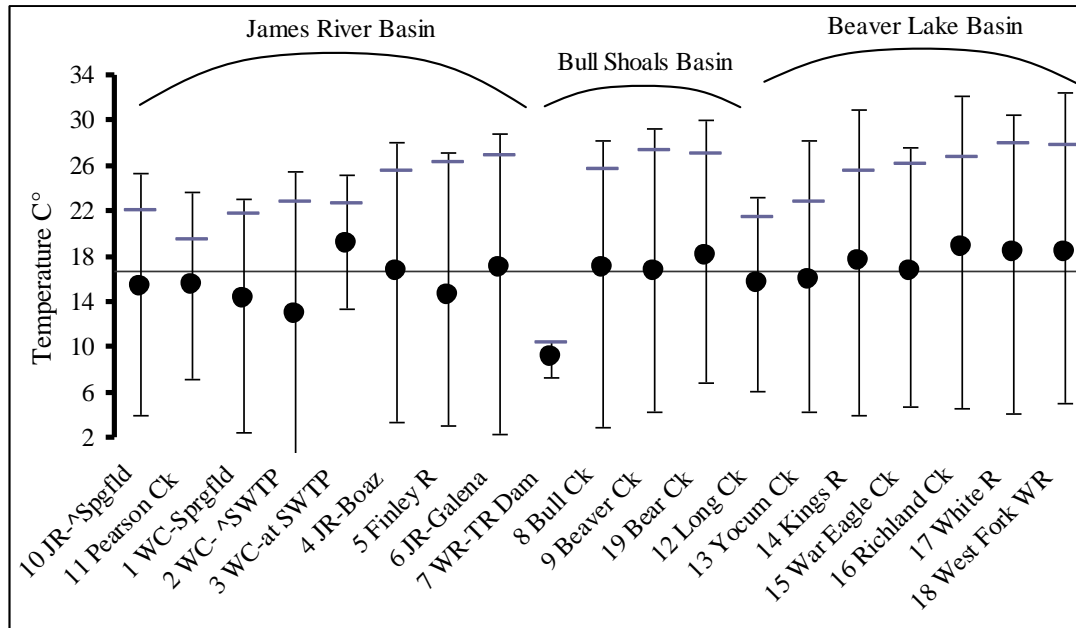 James River Basin
Bull Shoals Basin
Beaver Lake Basin
Temperature C°
34
30
26
22
18
14
10
6
2
10 JR-^Spgfld
11 Pearson Ck
1 WC-Sprgfld
2 WC- ^SWTP
3 WC-at SWTP
4 JR-Boaz
5 Finley R
6 JR-Galena
7 WR-TR Dam
8 Bull Ck
9 Beaver Ck
19 Bear Ck
12 Long Ck
13 Yocum Ck
14 Kings R
15 War Eagle Ck
16 Richland Ck
17 White R
18 West Fork WR